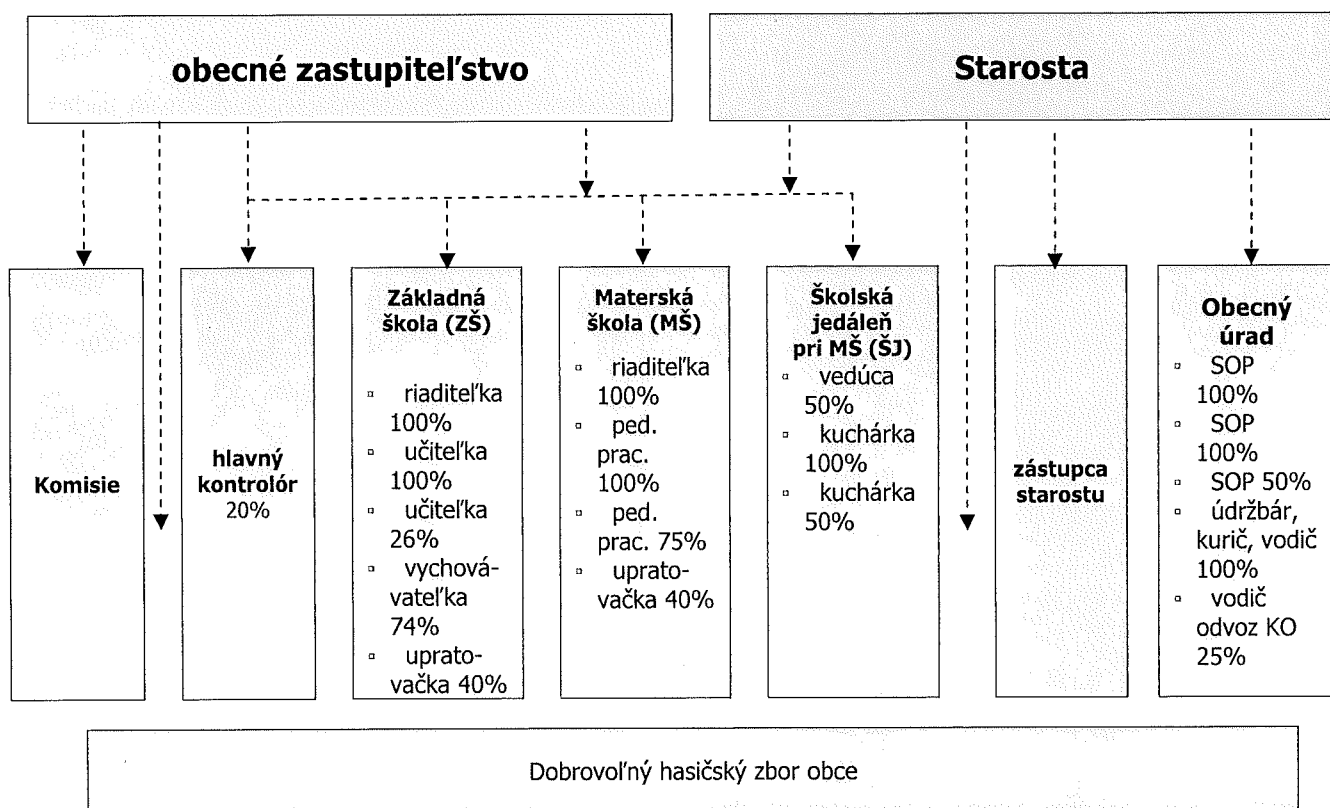 obecné zastupiteľstvo
Starosta
Komisie
hlavný
kontrolór
20%
Základná
škola (ZŠ)
▫ riaditeľka
100%
▫ učiteľka
100%
▫ učiteľka
26%
▫ vychová-
vateľka
74%
▫ uprato-
vačka 40%
Materská
škola (MŠ)
▫ riaditeľka
100%
▫ ped.
prac.
100%
▫ ped.
prac. 75%
▫ uprato-
vačka 40%
Školská
jedáleň
pri MŠ (ŠJ)
▫ vedúca
50%
▫ kuchárka
100%
▫ kuchárka
50%
zástupca
starostu
Obecný
úrad
▫ SOP
100%
▫ SOP
100%
▫ SOP 50%
▫ údržbár,
kurič, vodič
100%
▫ vodič
odvoz KO
25%
Dobrovoľný hasičský zbor obce